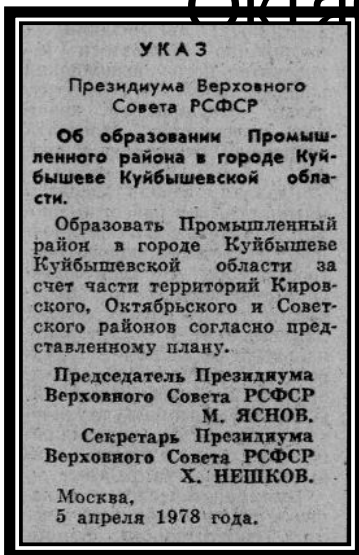 УКАЗ
Президиума Верховного
Совета РСФСР
Об образовании Промыш-
ленного района в городе Куй-
бышеве Куйбышевской обла-
сти.
Образовать Промышленный
район в городе Куйбышеве
Куйбышевской области за
счет части территорий Киров-
ского, Октябрьского и Совет-
ского районов согласно пред-
ставленному плану.
Председатель Президиума
Верховного Совета РСФСР
М. ЯСНОВ.
Секретарь Президиума
Верховного Совета РСФСР
Х. НЕШКОВ.
Москва,
5 апреля 1978 года.